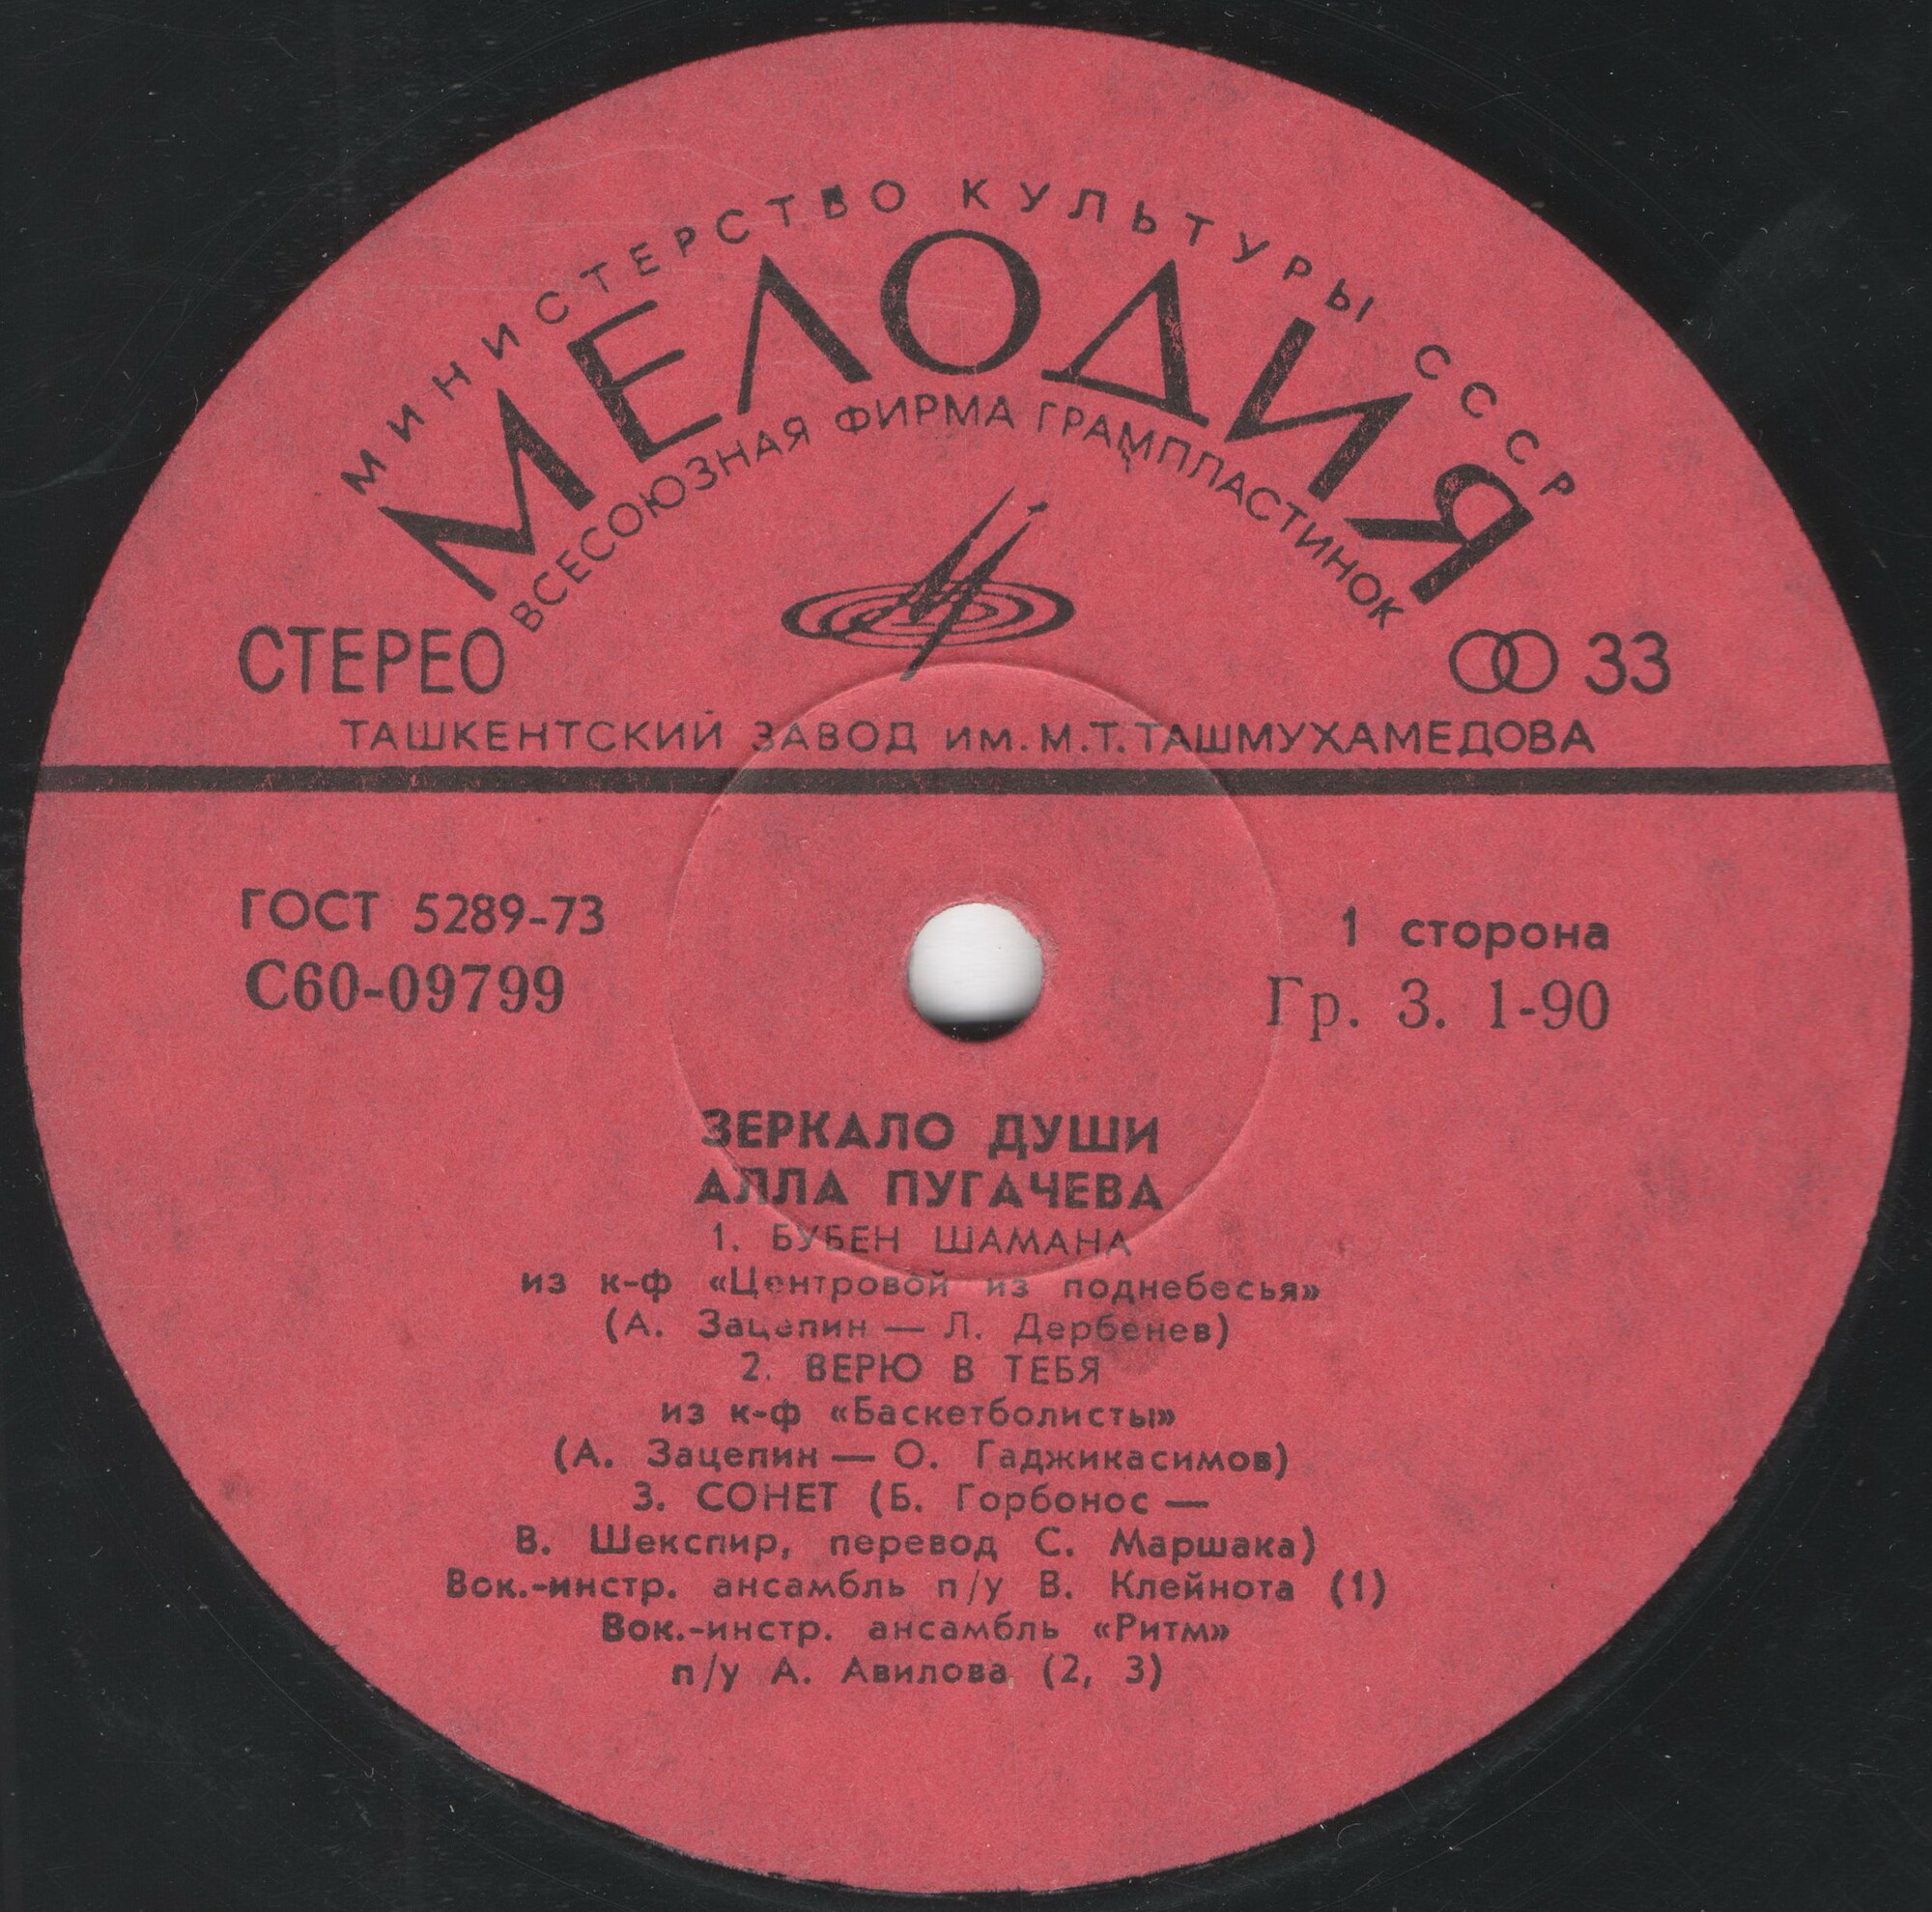 МИНИСТЕРСТВО КУЛЬТУРЫ СССР
МЕЛОДИЯ
ВСЕСОЮЗНАЯ ФИРМА ГРАМПЛАСТИНОК
СТЕРЕО
33
ТАШКЕНТСКИЙ ЗАВОД им. М.Т. ТАШМУХАМЕДОВА
ГОСТ 5289-73
1 сторона
С60-09799
Гр. 3. 1-90
ЗЕРКАЛО ДУШИ
АЛЛА ПУГАЧЕВА
1. БУБЕН ШАМАНА
из к-ф «Центровой из поднебесья»
(А. Зацепин — Л. Дербенев)
2. ВЕРЮ В ТЕБЯ
из к-ф «Баскетболисты»
(А. Зацепин — О. Гаджикасимов)
3. СОНЕТ (Б. Горбонос —
В. Шекспир, перевод С. Маршака)
Вок.-инстр. ансамбль п/у В. Клейнота (1)
Вок.-инстр. ансамбль «Ритм»
п/у А. Авилова (2, 3)